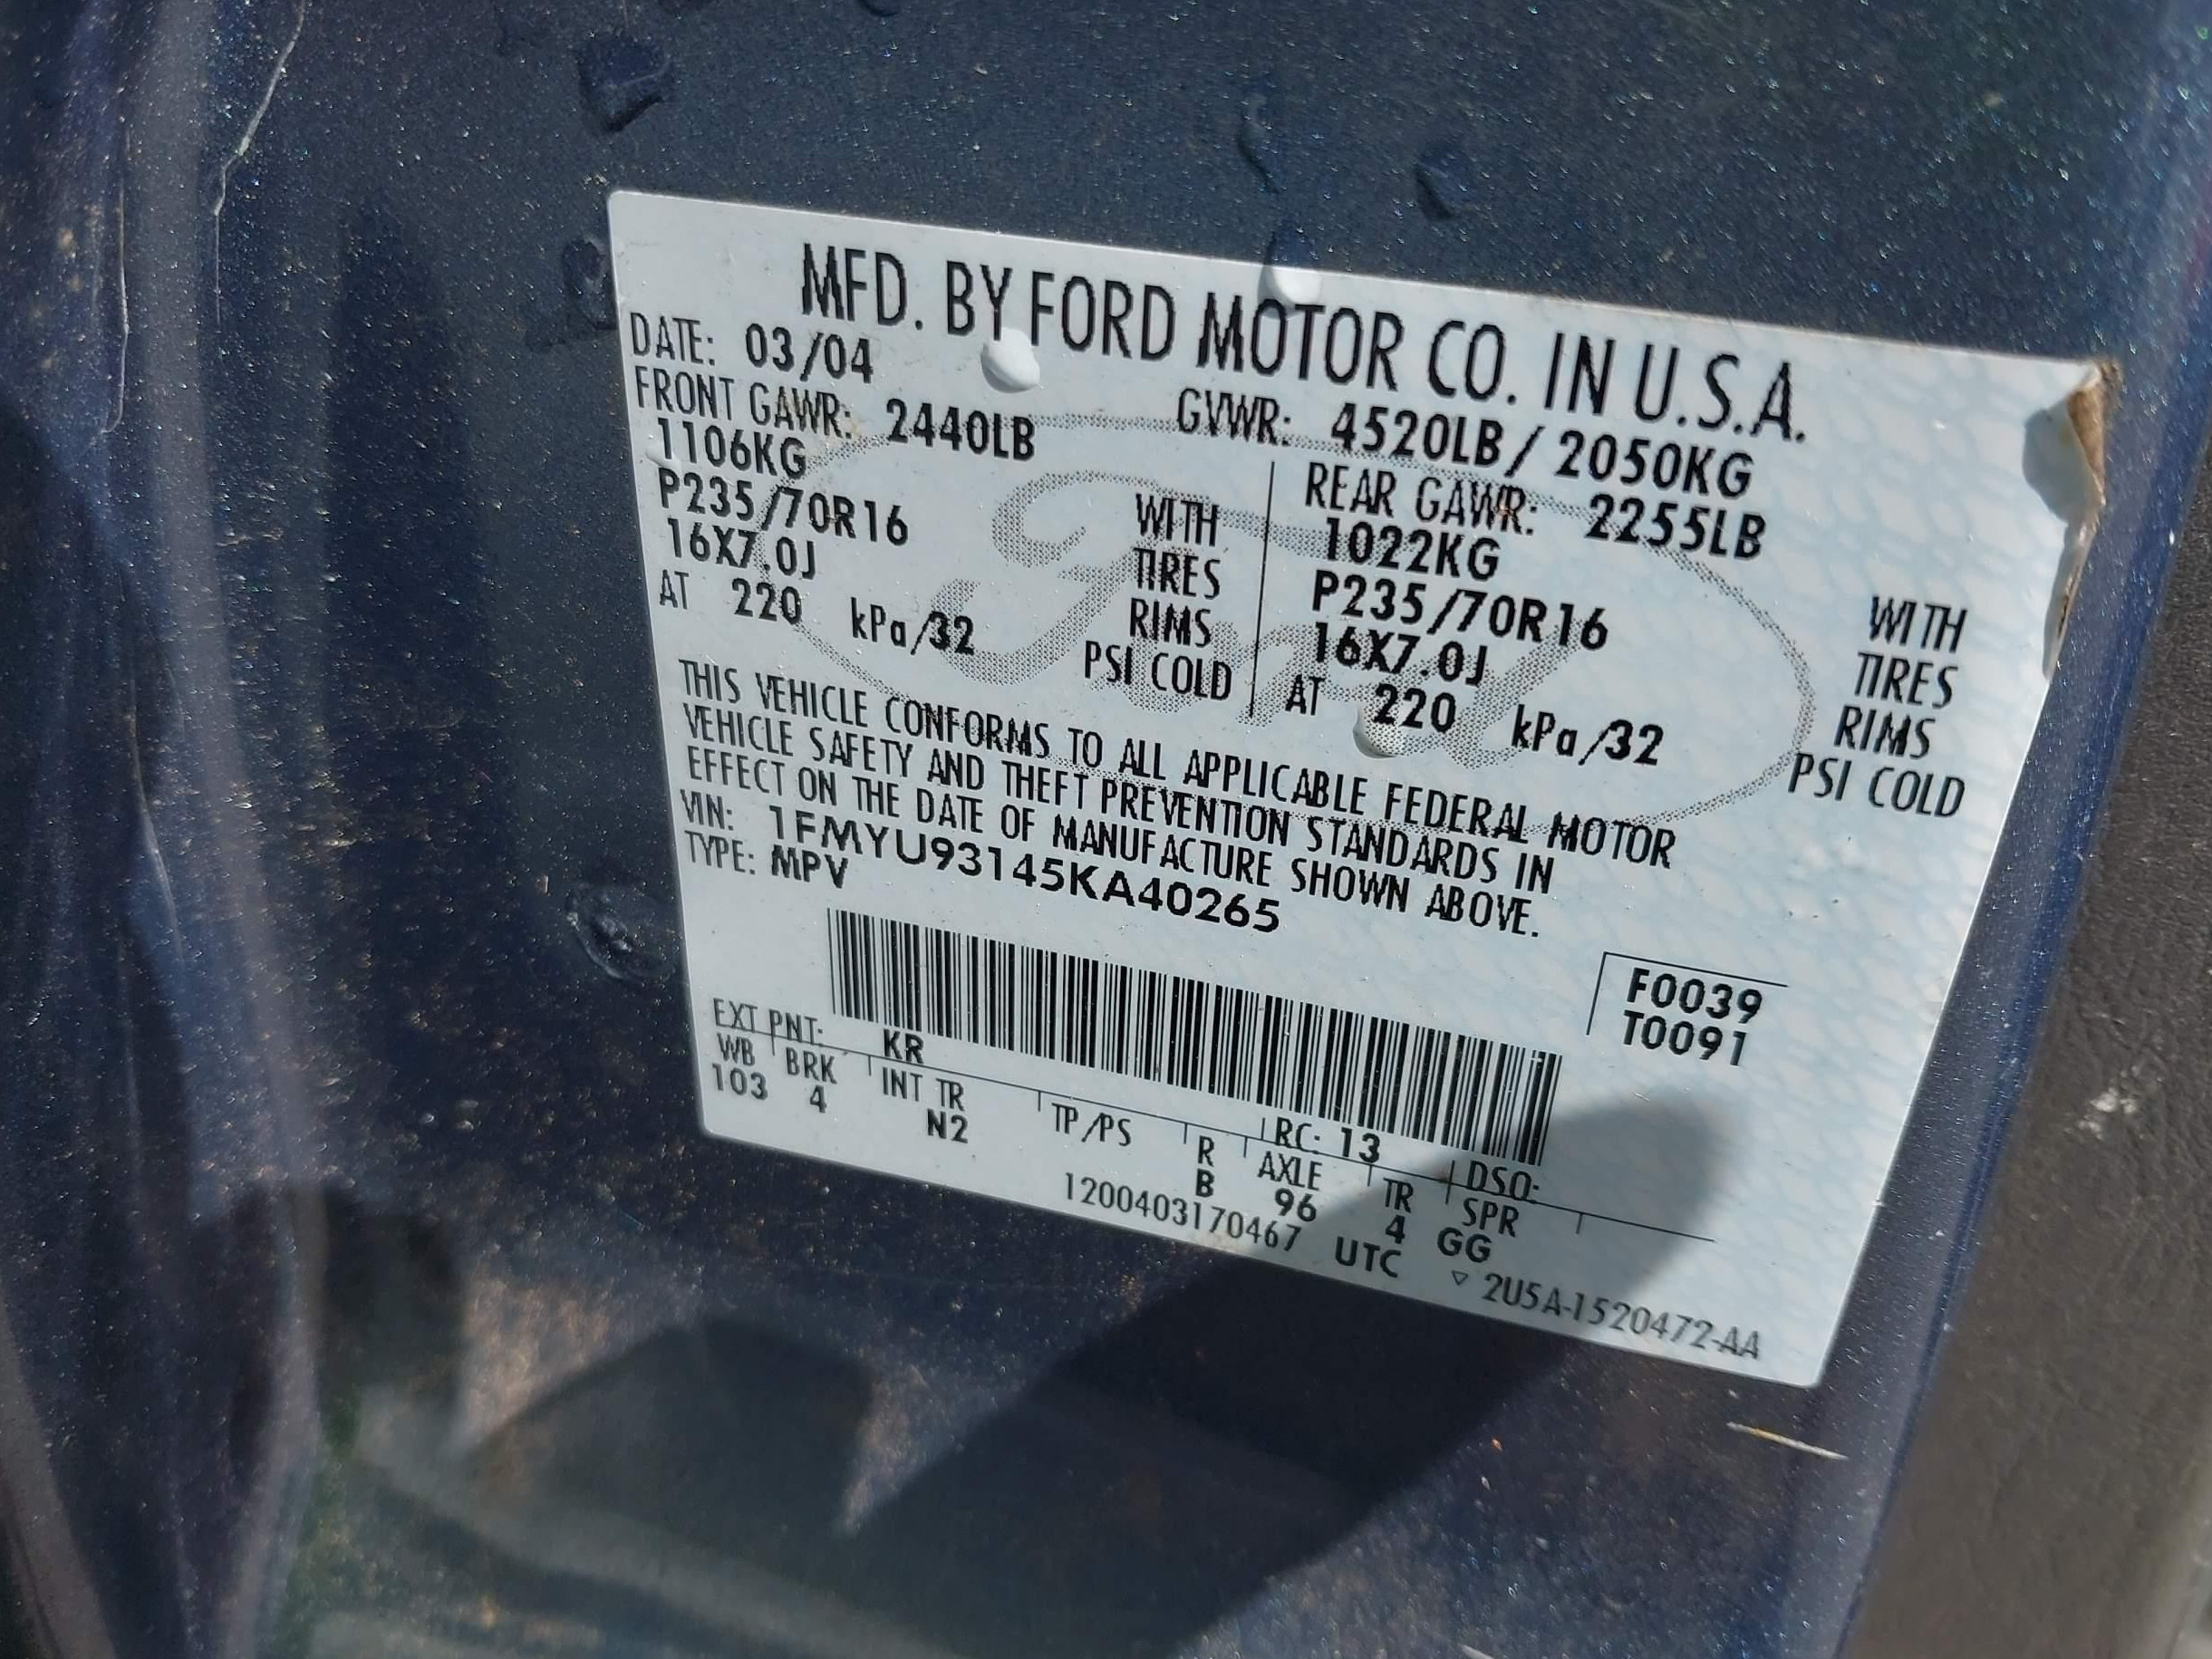 MFD. BY FORD MOTOR CO. IN U.S.A.
DATE: 03/04 GVWR: 4520LB/2050KG
FRONT GAWR: 2440LB REAR GAWR: 2255LB
1106KG WITH 1022KG WITH
P235/70R16 TIRES P235/70R16 TIRES
16X7.0J RIMS 16X7.0J RIMS
AT 220 kPa/32 PSI COLD AT 220 kPa/32 PSI COLD
THIS VEHICLE CONFORMS TO ALL APPLICABLE FEDERAL MOTOR
VEHICLE SAFETY AND THEFT PREVENTION STANDARDS IN
EFFECT ON THE DATE OF MANUFACTURE SHOWN ABOVE.
VIN: 1FMYU93145KA40265
TYPE: MPV
F0039
T0091
EXT PNT: KR RC: 13 DSO:
WB BRK INT TR TP/PS R AXLE TR SPR
103 4 N2 B 96 4 GG
1200403170467 UTC ▽ 2U5A-1520472-AA
Ford